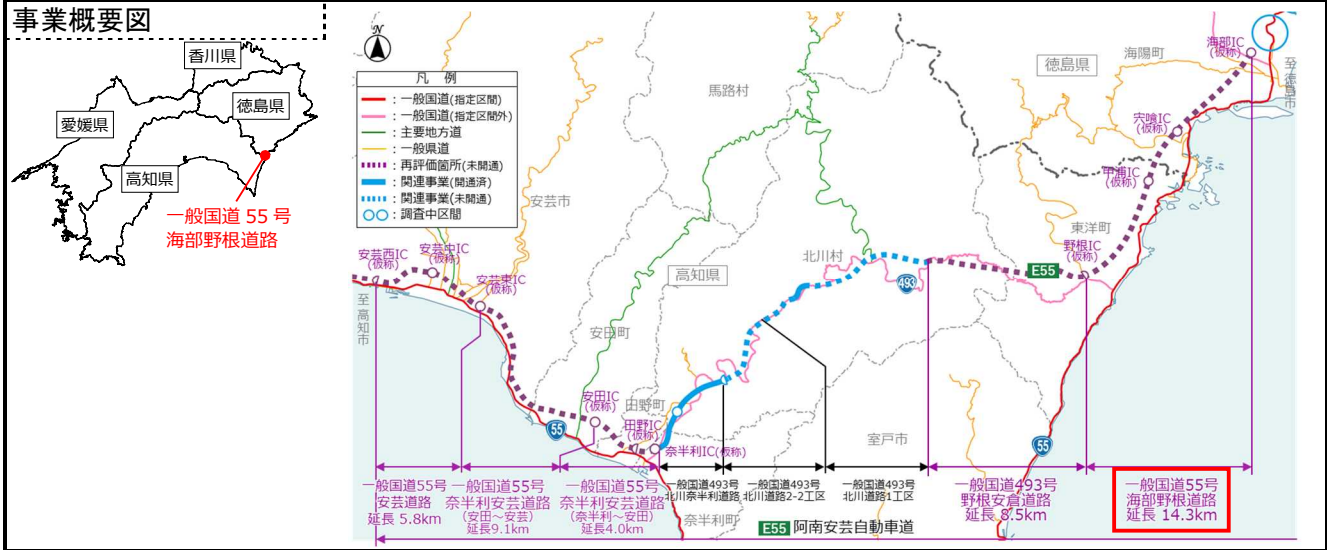 事業概要図
香川県
徳島県
愛媛県
高知県
一般国道 55 号
海部野根道路
N
凡 例
：一般国道(指定区間)
：一般国道(指定区間外)
：主要地方道
：一般県道
：再評価箇所(未開通)
：関連事業(開通済)
：関連事業(未開通)
：調査中区間
海部IC
(仮称)
海陽町
徳島県
至徳島市
馬路村
宍喰IC
(仮称)
甲浦IC
(仮称)
安芸市
東洋町
北川村
野根IC
(仮称)
安芸西IC
(仮称)
安芸中IC
(仮称)
安芸東IC
(仮称)
高知県
E55
493
至高知市
安田町
安田IC
(仮称)
田野町
田野IC
(仮称)
奈半利IC(仮称)
室戸市
55
55
一般国道55号
安芸道路
延長 5.8km
一般国道55号
奈半利安芸道路
(安田～安芸)
延長9.1km
一般国道55号
奈半利安芸道路
(奈半利～安田)
延長4.0km
一般国道493号
北川奈半利道路
一般国道493号
北川道路2-2工区
一般国道493号
北川道路1工区
一般国道493号
野根安倉道路
延長 8.5km
一般国道55号
海部野根道路
延長 14.3km
奈半利町
E55 阿南安芸自動車道